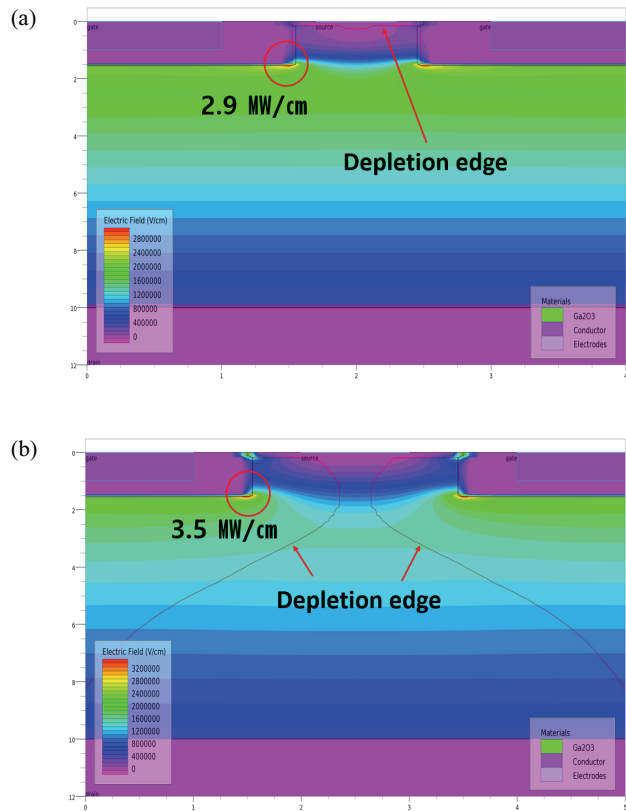 (a)
0
gate
source
gate
2
2.9 MW/cm
Depletion edge
4
6
Electric Field (V/cm)
2800000
2400000
2000000
1600000
1200000
800000
400000
0
8
10
Materials
Ga2O3
Conductor
Electrodes
drain
12
0 1 2 3 4
(b)
0
gate
source
gate
2
3.5 MW/cm
4
Depletion edge
6
Electric Field (V/cm)
3200000
2800000
2400000
2000000
1600000
1200000
800000
400000
0
8
10
Materials
Ga2O3
Conductor
Electrodes
drain
12
0 1 2 3 4 5